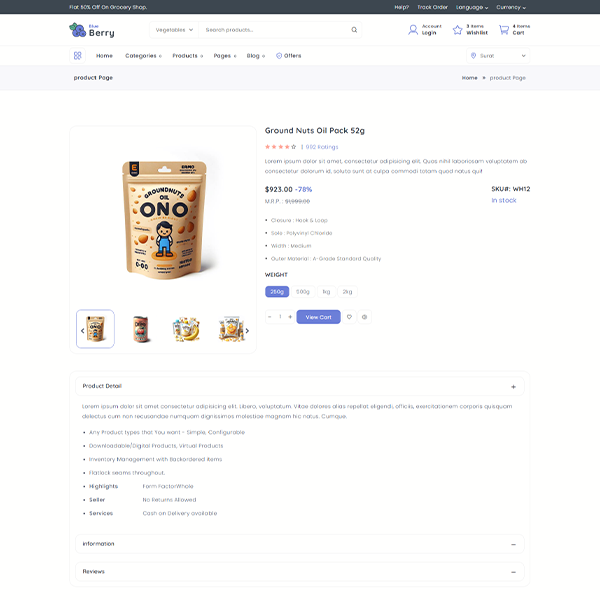 Flat 50% Off On Grocery Shop.
Help? Track Order Language Currency
Blue
Berry
Vegetables Search products...
Account
Login
3 items
Wishlist
4 items
Cart
Home Categories Products Pages Blog Offers
Surat
product Page
Home product Page
Ground Nuts Oil Pack 52g
992 Ratings
Lorem ipsum dolor sit amet, consectetur adipisicing elit. Quas nihil laboriosam voluptatem ab
consectetur dolorum id, soluta sunt at culpa commodi totam quod natus qui!
$923.00 -78%
SKU#: WH12
M.R.P. : $1,999.00
In stock
Closure : Hook & Loop
Sole : Polyvinyl Chloride
Width : Medium
Outer Material : A-Grade Standard Quality
WEIGHT
250g 500g 1kg 2kg
- 1 + View Cart
GROUNDNUTS
OIL
ONO
Product Detail
Lorem ipsum dolor sit amet consectetur adipisicing elit. Libero, voluptatum. Vitae dolores alias repellat eligendi, officiis, exercitationem corporis quisquam
delectus cum non recusandae numquam dignissimos molestiae magnam hic natus. Cumque.
Any Product types that You want - Simple, Configurable
Downloadable/Digital Products, Virtual Products
Inventory Management with Backordered items
Flatlock seams throughout.
Highlights Form FactorWhole
Seller No Returns Allowed
Services Cash on Delivery available
information
Reviews